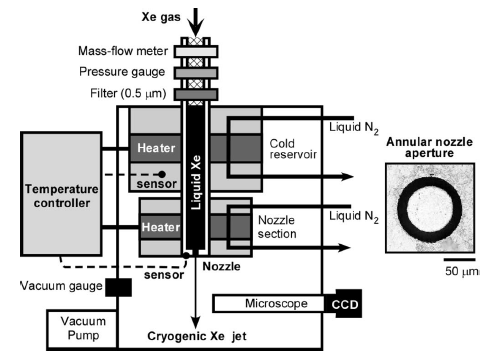 Xe gas
Mass-flow meter
Pressure gauge
Filter (0.5 μm)
Liquid N2
Heater
Cold
reservoir
Annular nozzle
aperture
Temperature
controller
sensor
Liquid Xe
Liquid N2
Heater
Nozzle
section
sensor
Nozzle
50 μm
Vacuum gauge
Microscope
CCD
Vacuum
Pump
Cryogenic Xe jet